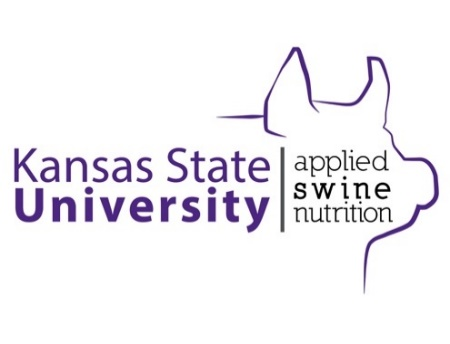 Kansas State
University
applied
swine
nutrition